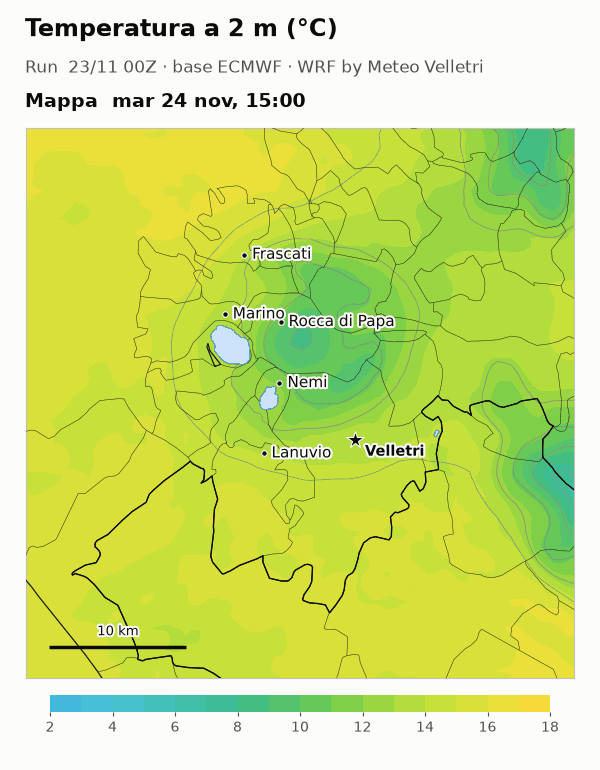 Temperatura a 2 m (°C)
Run  23/11 00Z · base ECMWF · WRF by Meteo Velletri
Mappa  mar 24 nov, 15:00
Frascati
Marino
Rocca di Papa
Nemi
Velletri
Lanuvio
10 km
2 4 6 8 10 12 14 16 18